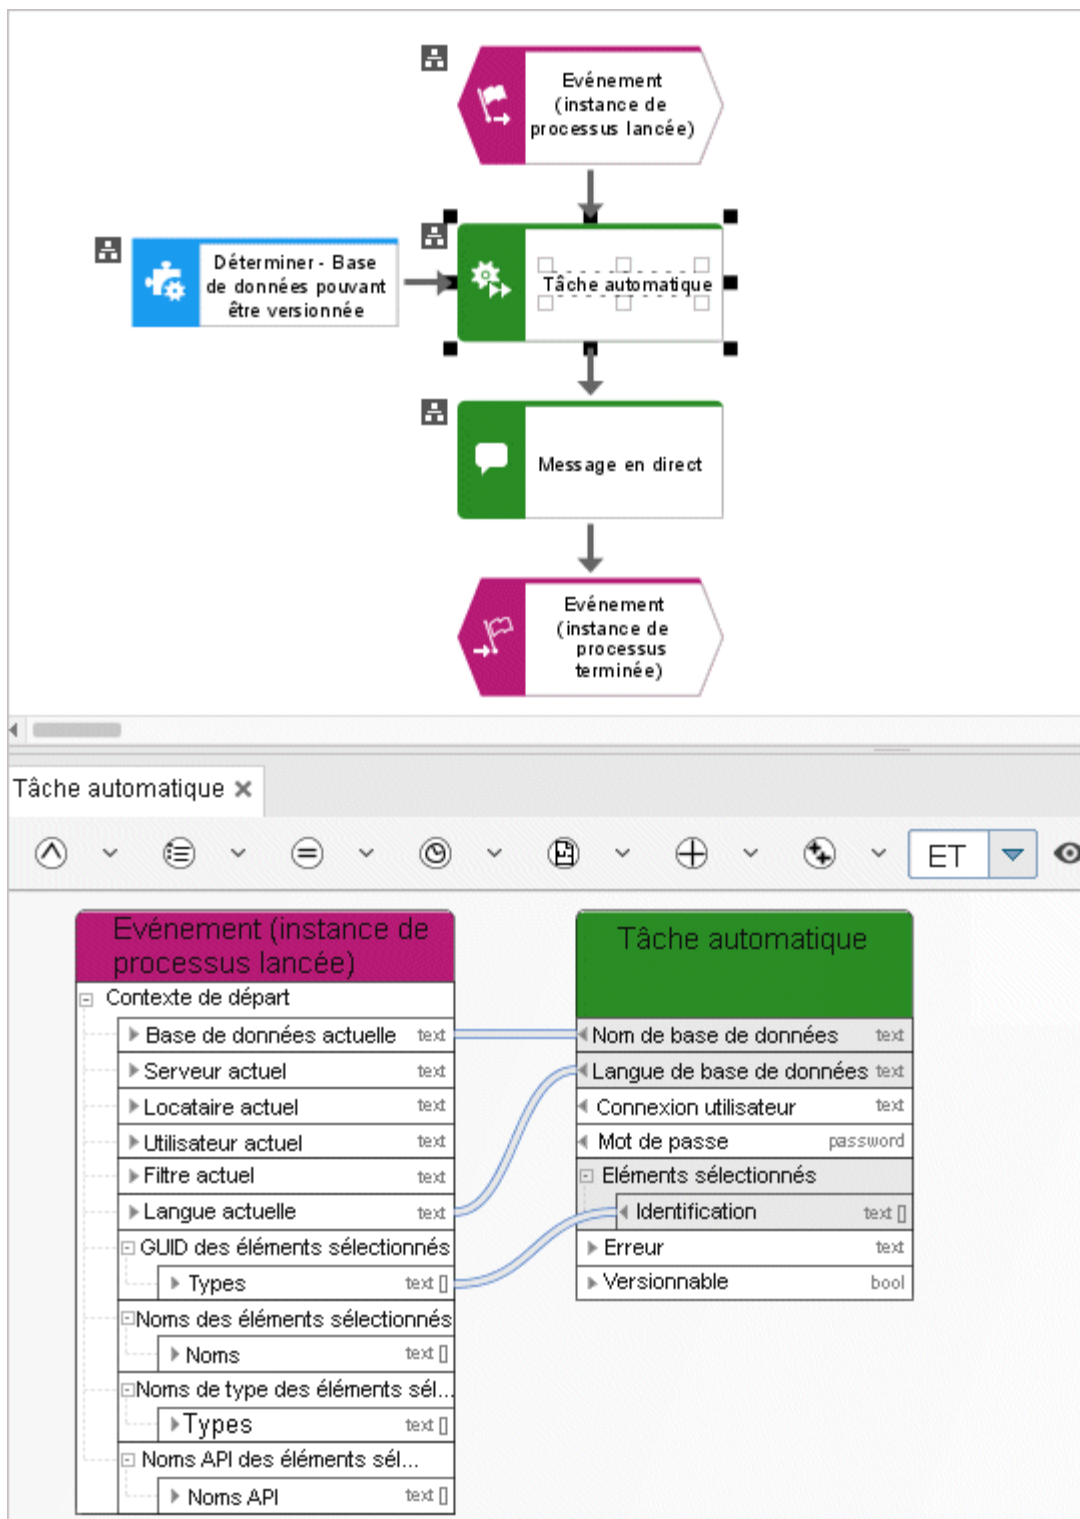 Evénement
(instance de
processus lancée)
Déterminer - Base
de données pouvant
être versionnée
Tâche automatique
Message en direct
Evénement
(instance de
processus
terminée)
Tâche automatique
ET
Evénement (instance de
processus lancée)
Contexte de départ
Base de données actuelle text
Serveur actuel text
Locataire actuel text
Utilisateur actuel text
Filtre actuel text
Langue actuelle text
GUID des éléments sélectionnés
Types text []
Noms des éléments sélectionnés
Noms text []
Noms de type des éléments sél...
Types text []
Noms API des éléments sél...
Noms API text []
Tâche automatique
Nom de base de données text
Langue de base de données text
Connexion utilisateur text
Mot de passe password
Eléments sélectionnés
Identification text []
Erreur text
Versionnable bool